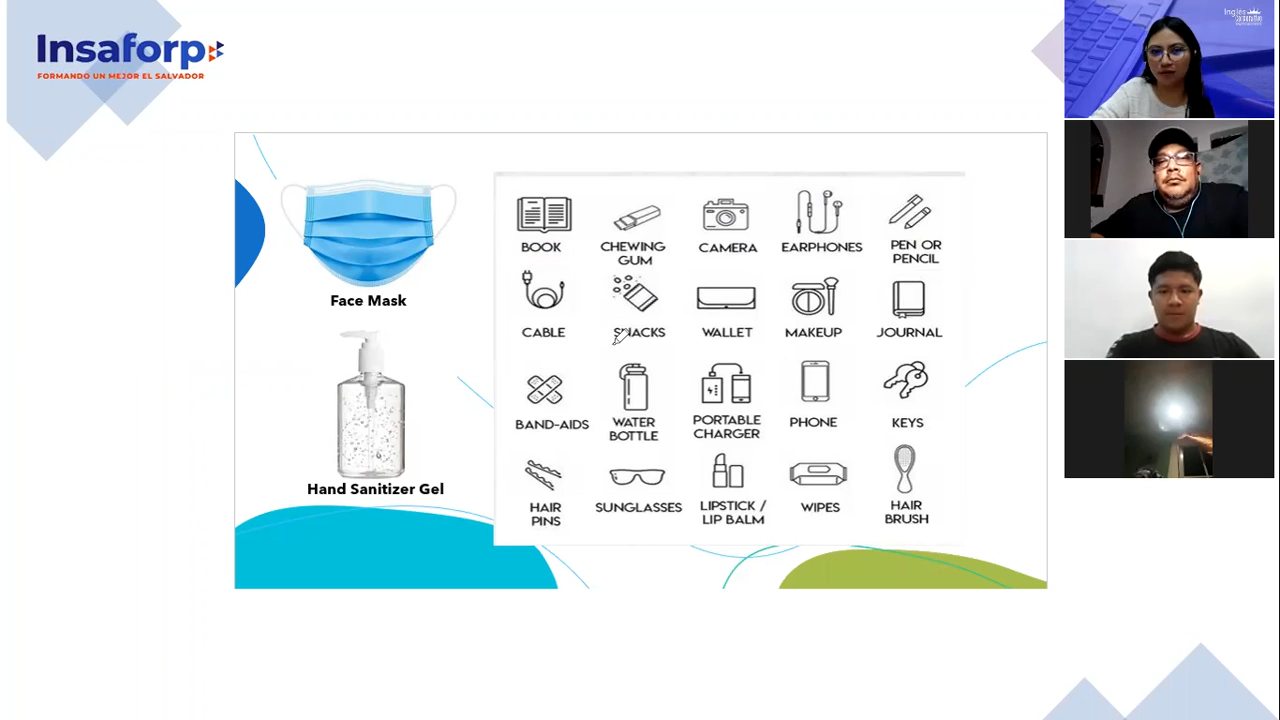 Insaforp
FORMANDO UN MEJOR EL SALVADOR
Inglés
Face Mask
Hand Sanitizer Gel
BOOK
CHEWING
GUM
CAMERA
EARPHONES
PEN OR
PENCIL
CABLE
SNACKS
WALLET
MAKEUP
JOURNAL
BAND-AIDS
WATER
BOTTLE
PORTABLE
CHARGER
PHONE
KEYS
HAIR
PINS
SUNGLASSES
LIPSTICK /
LIP BALM
WIPES
HAIR
BRUSH